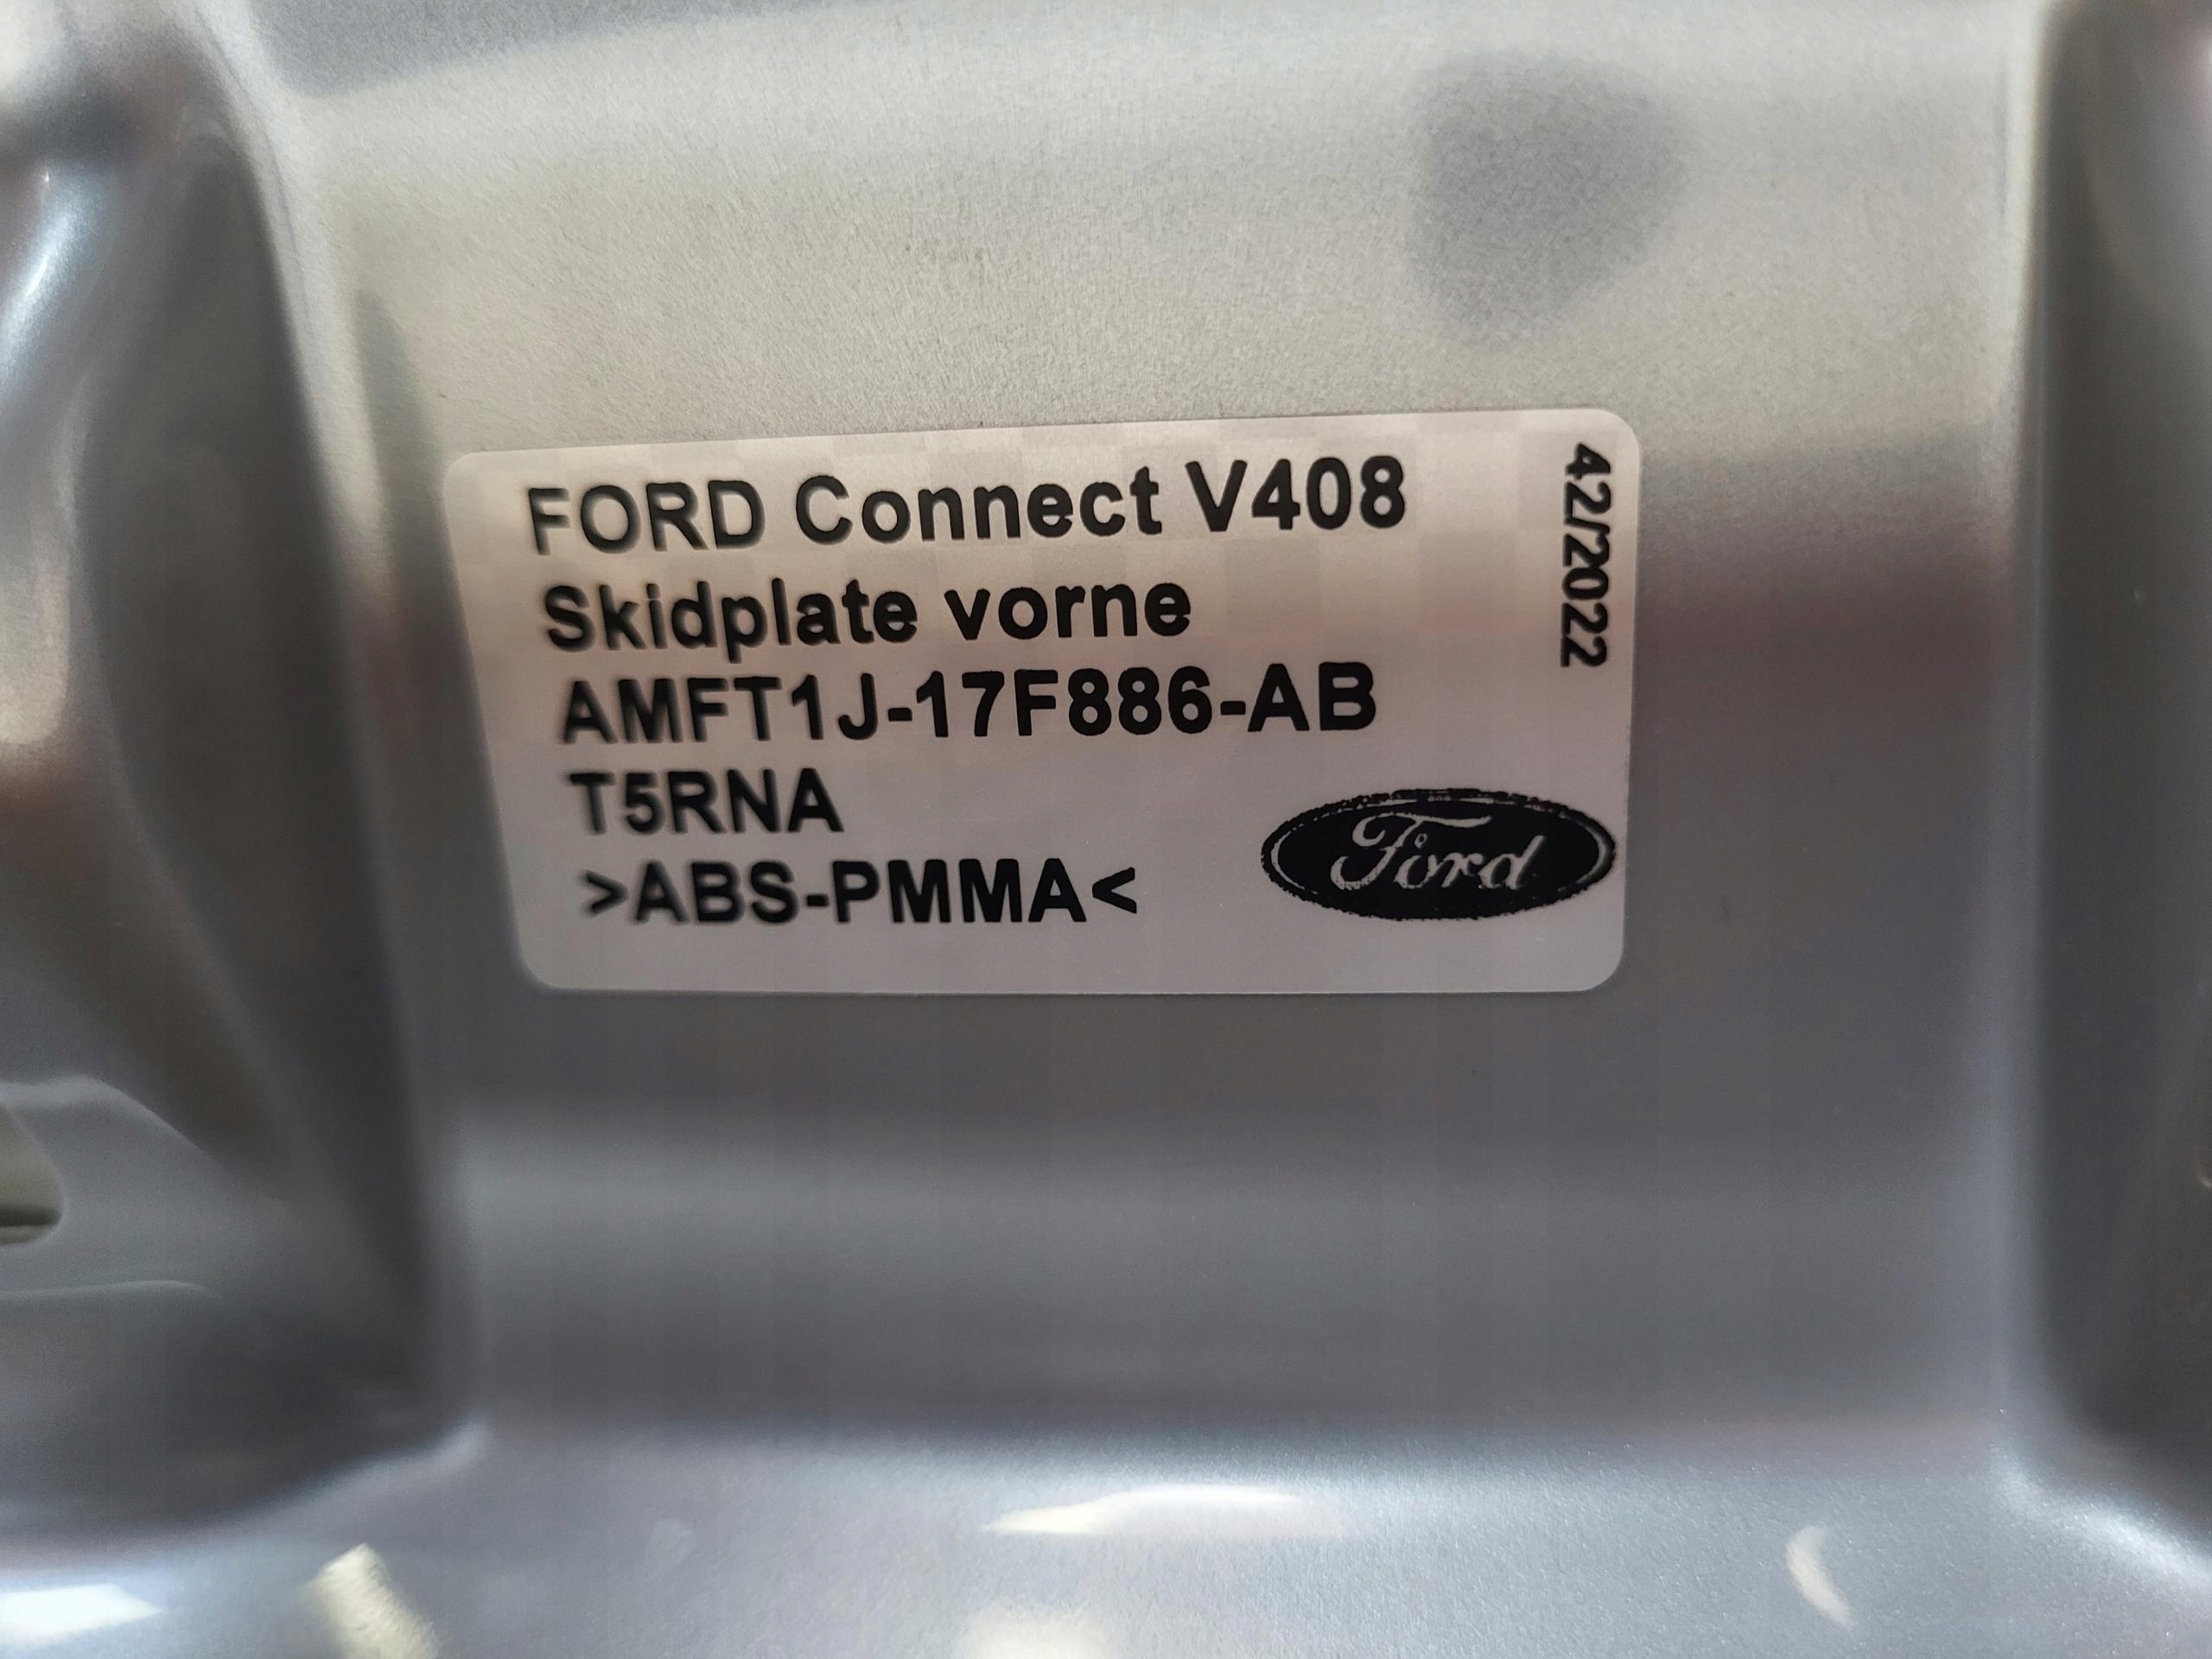 FORD Connect V408
Skidplate vorne
AMFT1J-17F886-AB
T5RNA
>ABS-PMMA<
Ford
42/2022